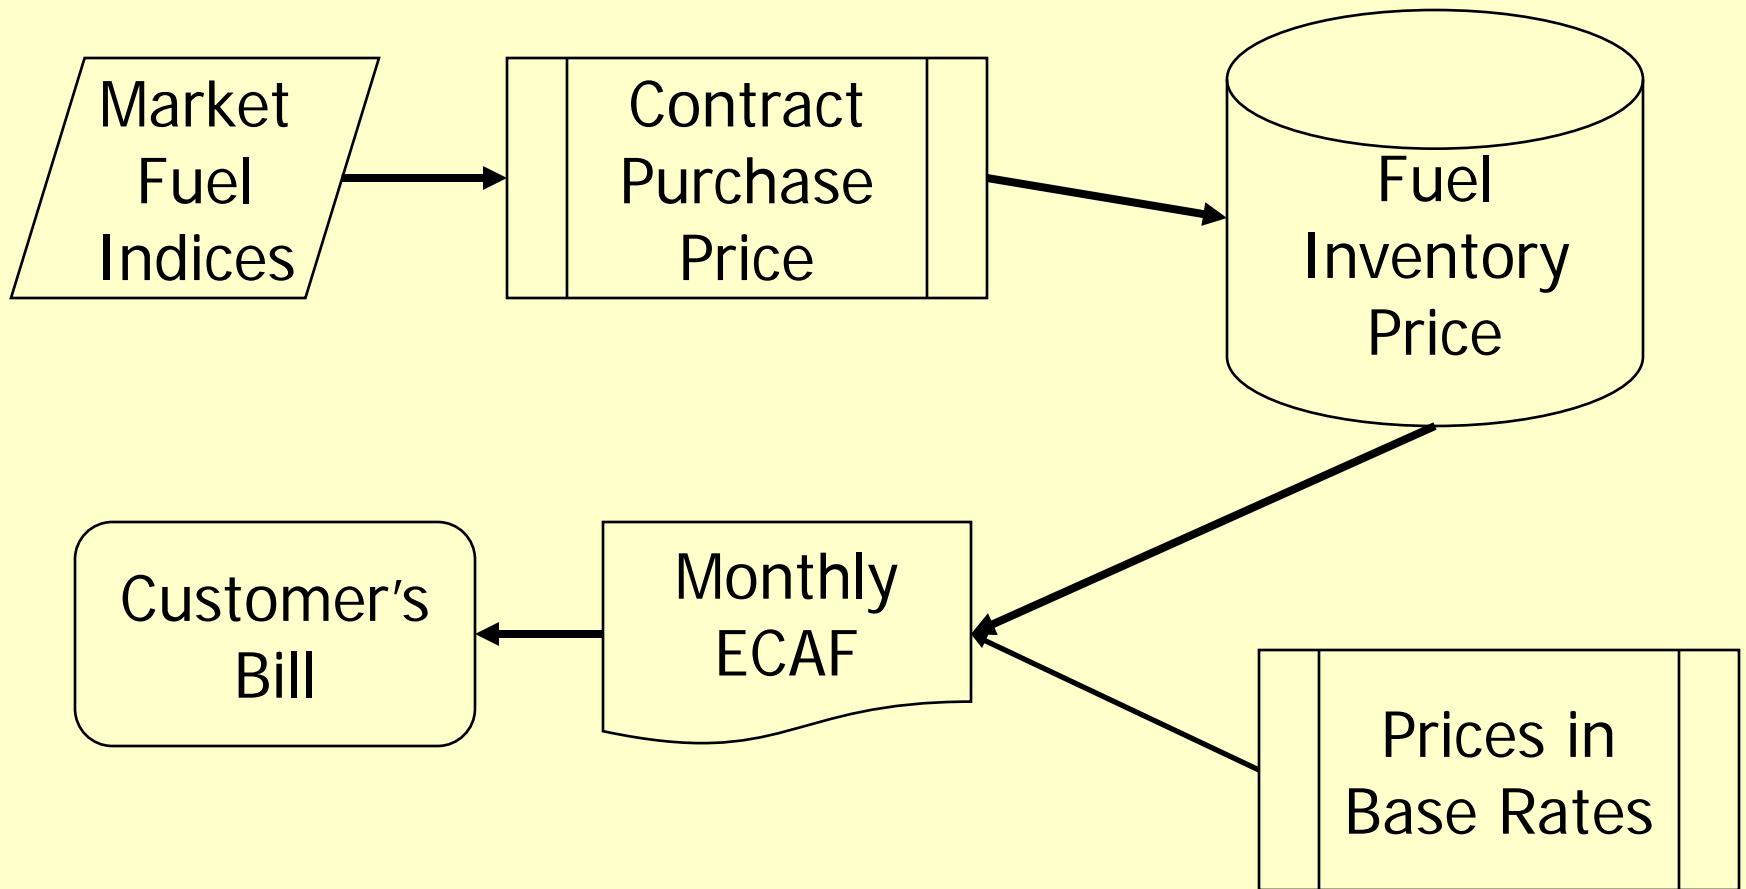 Market
Fuel
Indices
Contract
Purchase
Price
Fuel
Inventory
Price
Customer's
Bill
Monthly
ECAF
Prices in
Base Rates